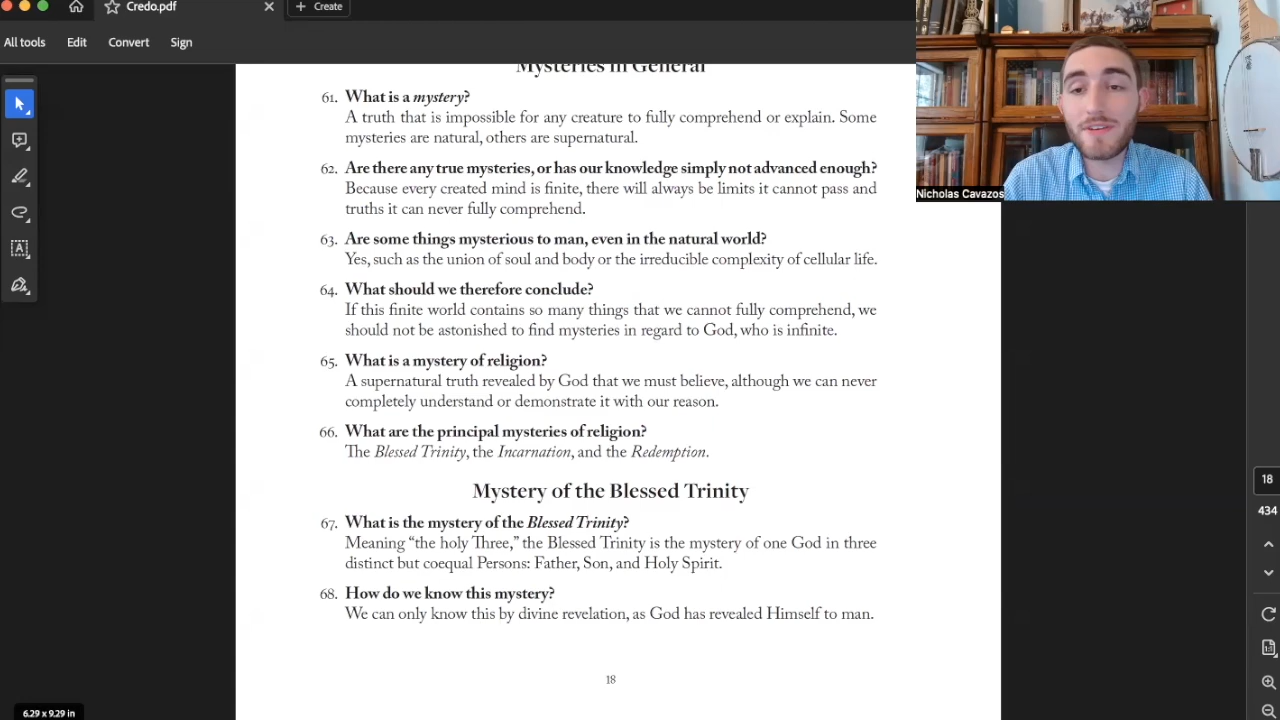 Credo.pdf
Create
All tools
Edit
Convert
Sign
Nicholas Cavazos
Mysteries in General
61. What is a mystery?
A truth that is impossible for any creature to fully comprehend or explain. Some
mysteries are natural, others are supernatural.
62. Are there any true mysteries, or has our knowledge simply not advanced enough?
Because every created mind is finite, there will always be limits it cannot pass and
truths it can never fully comprehend.
63. Are some things mysterious to man, even in the natural world?
Yes, such as the union of soul and body or the irreducible complexity of cellular life.
64. What should we therefore conclude?
If this finite world contains so many things that we cannot fully comprehend, we
should not be astonished to find mysteries in regard to God, who is infinite.
65. What is a mystery of religion?
A supernatural truth revealed by God that we must believe, although we can never
completely understand or demonstrate it with our reason.
66. What are the principal mysteries of religion?
The Blessed Trinity, the Incarnation, and the Redemption.
Mystery of the Blessed Trinity
67. What is the mystery of the Blessed Trinity?
Meaning “the holy Three,” the Blessed Trinity is the mystery of one God in three
distinct but coequal Persons: Father, Son, and Holy Spirit.
68. How do we know this mystery?
We can only know this by divine revelation, as God has revealed Himself to man.
18
18
434
6.29 x 9.29 in